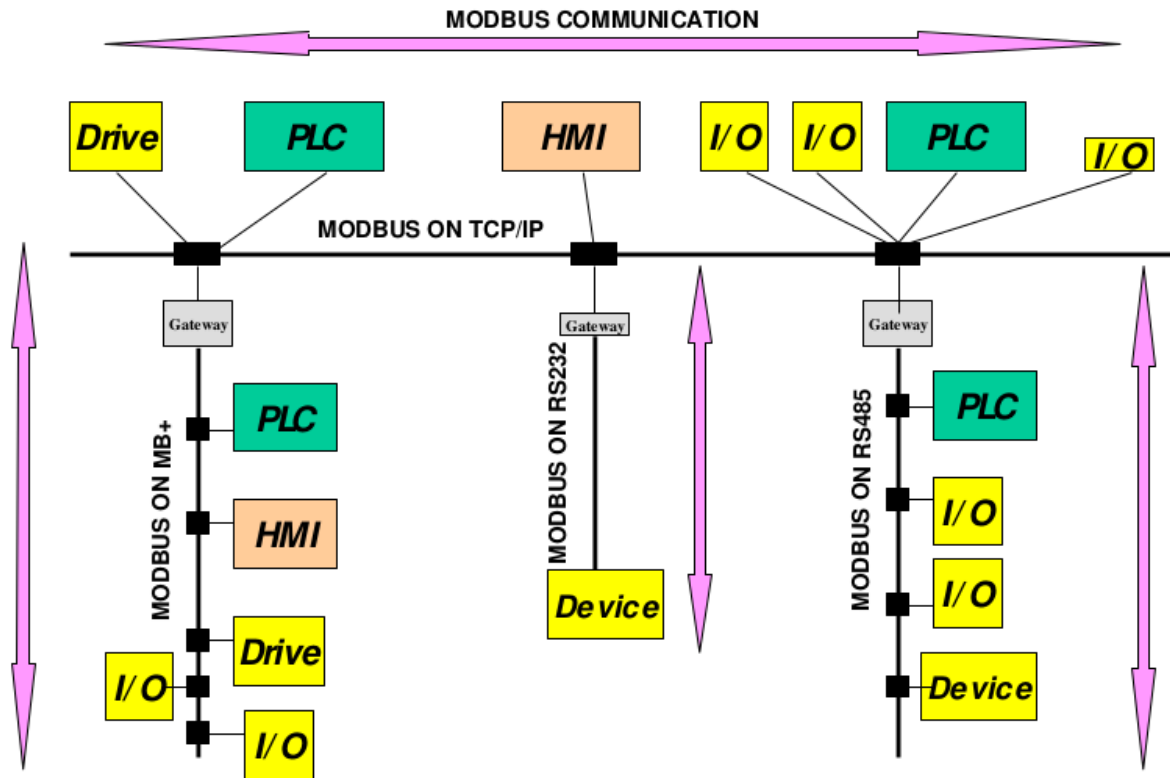 MODBUS COMMUNICATION
Drive
PLC
HMI
I/O
I/O
PLC
I/O
MODBUS ON TCP/IP
Gateway
Gateway
Gateway
MODBUS ON MB+
PLC
HMI
Drive
I/O
I/O
MODBUS ON RS232
Device
MODBUS ON RS485
PLC
I/O
I/O
Device